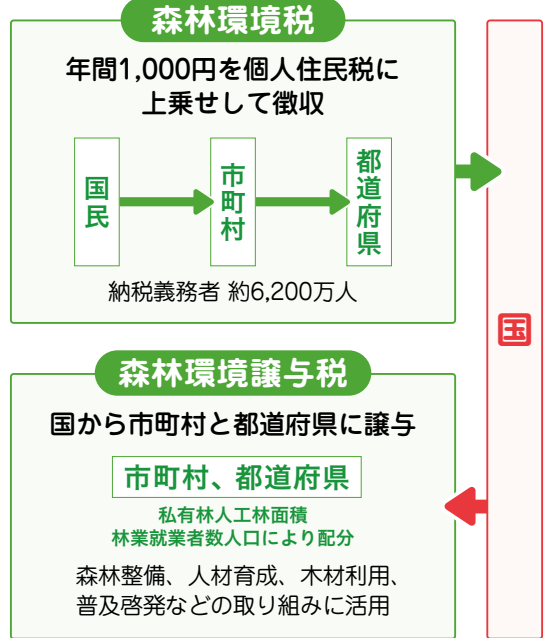 森林環境税
年間1,000円を個人住民税に
上乗せして徴収
国民
市町村
都道府県
納税義務者 約6,200万人
国
森林環境譲与税
国から市町村と都道府県に譲与
市町村、都道府県
私有林人工林面積
林業就業者数人口により配分
森林整備、人材育成、木材利用、
普及啓発などの取り組みに活用